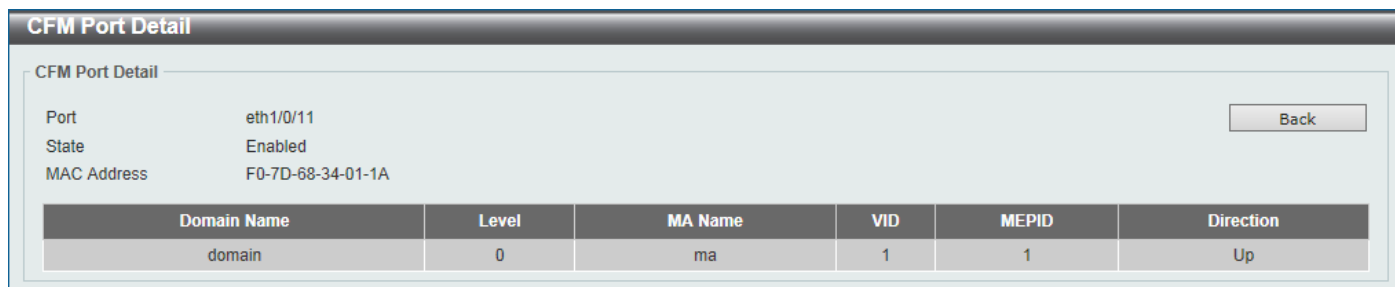 CFM Port Detail
CFM Port Detail
Port eth1/0/11 Back
State Enabled
MAC Address F0-7D-68-34-01-1A
Domain Name Level MA Name VID MEPID Direction
domain 0 ma 1 1 Up